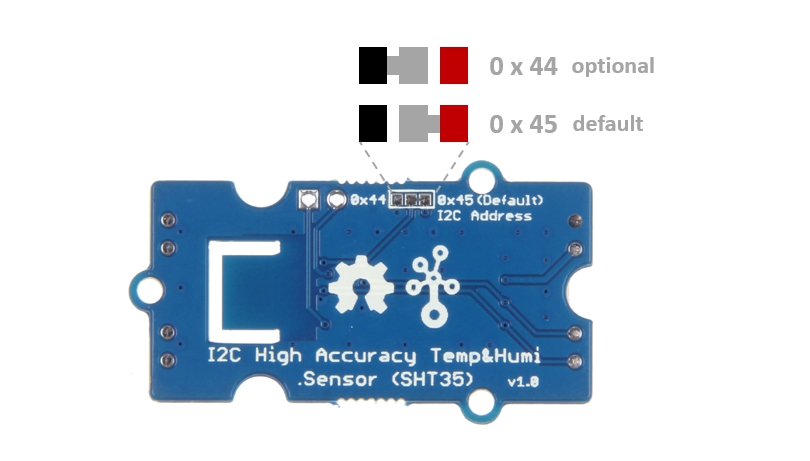 0 x 44 optional
0 x 45 default
0x44 0x45(Default)
I2C Address
I2C High Accuracy Temp&Humi
.Sensor (SHT35) v1.0